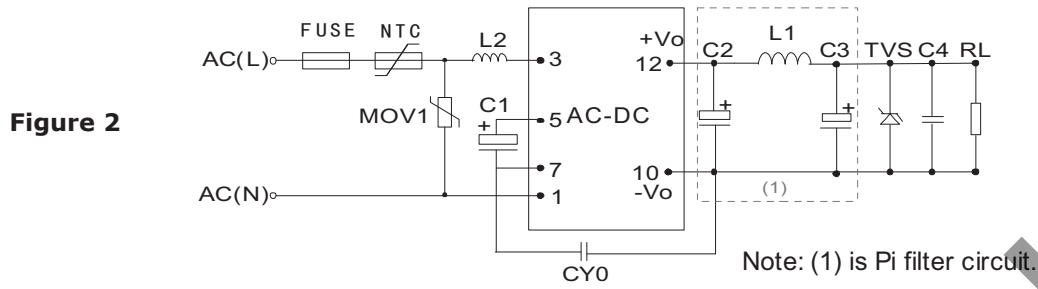 Figure 2
FUSE NTC
AC(L)
L2
MOV1
C1
+
AC(N)
3
5
7
1
AC-DC
+Vo
12
10
-Vo
C2
L1
C3
+
+
(1)
TVS
C4
RL
CY0
Note: (1) is Pi filter circuit.